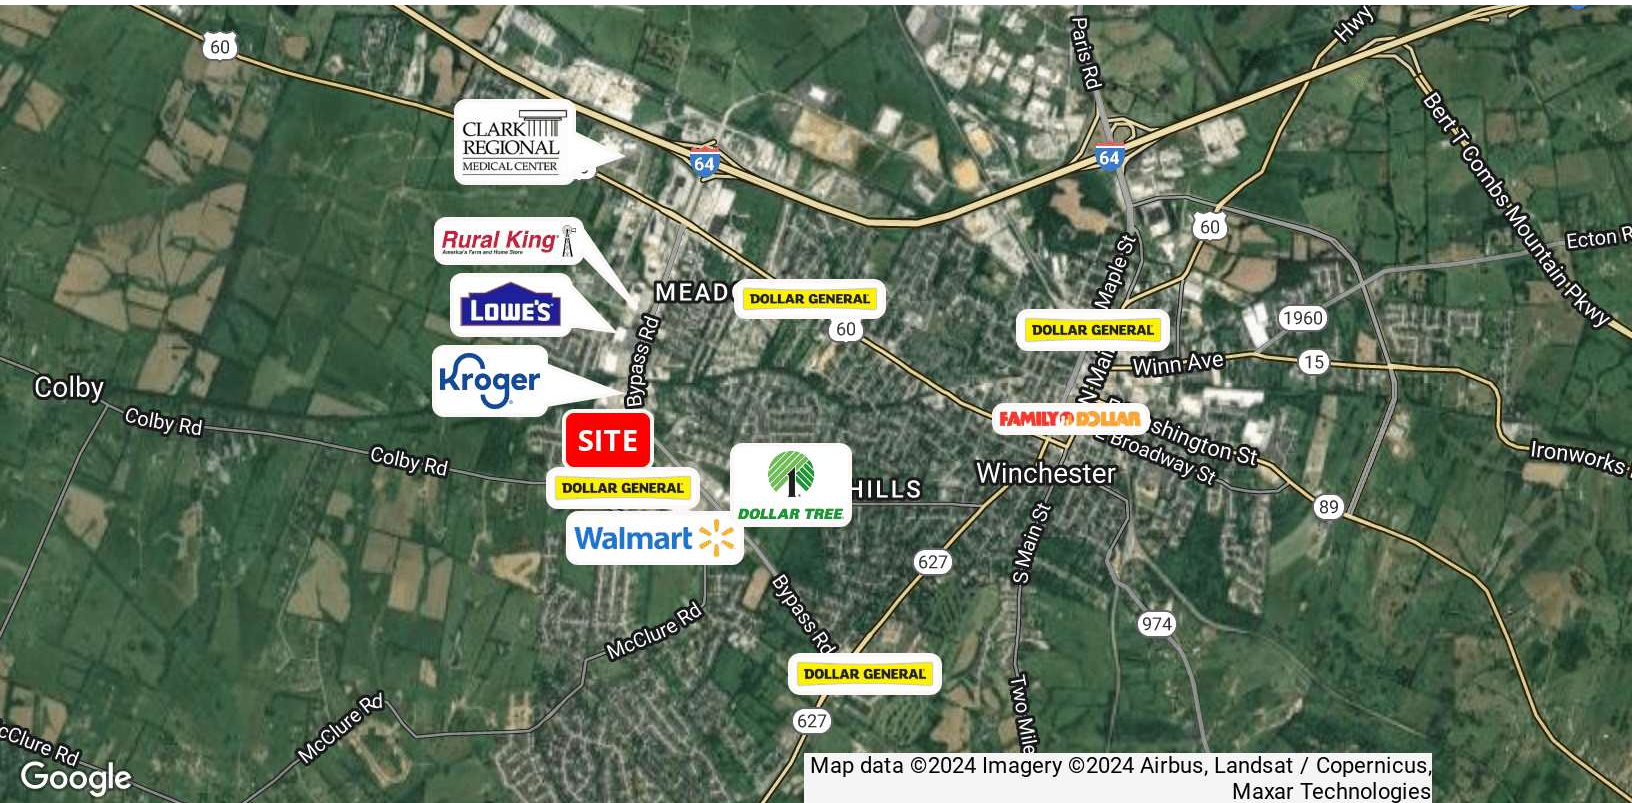 60
Paris Rd
Hwy
CLARK
REGIONAL
MEDICAL CENTER
64
64
Bert T Combs Mountain Pkwy
60
Ecton R
Rural King
America's Farm and Home Store
LOWE'S
MEAD
DOLLAR GENERAL
60
Maple St
DOLLAR GENERAL
1960
Bypass Rd
N Mai
Winn Ave
15
Kroger
Colby
Colby Rd
Colby Rd
SITE
FAMILY DOLLAR
shington St
E Broadway St
Ironworks
Winchester
DOLLAR GENERAL
DOLLAR TREE
HILLS
89
Walmart
627
S Main St
Bypass Rd
McClure Rd
974
DOLLAR GENERAL
Two Mile
627
McClure Rd
cClure Rd
Google
Map data ©2024 Imagery ©2024 Airbus, Landsat / Copernicus,
Maxar Technologies